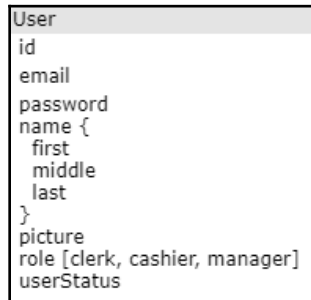 User
id
email
password
name {
first
middle
last
}
picture
role [clerk, cashier, manager]
userStatus